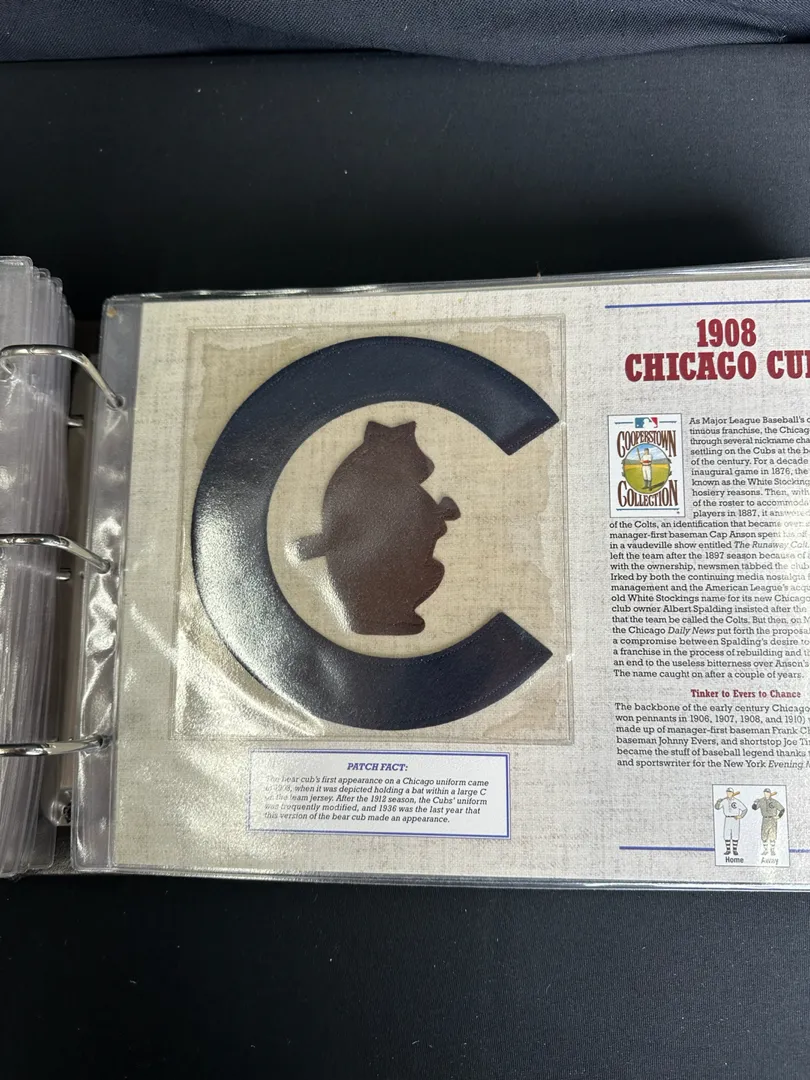 1908
CHICAGO CU
COOPERSTOWN
COLLECTION
As Major League Baseball's
tinuous franchise, the Chicag
through several nickname cha
settling on the Cubs at the be
of the century. For a decade
inaugural game in 1876, the
known as the White Stocking
hosiery reasons. Then, with
of the roster to accommoda
players in 1887, it answered
of the Colts, an identification that became
manager-first baseman Cap Anson spent his off
in a vaudeville show entitled The Runaway Colt.
left the team after the 1897 season because of
with the ownership, newsmen tabbed the club
Irked by both the continuing media nostalgia
management and the American League's acqu
old White Stockings name for its new Chicago
club owner Albert Spalding insisted after the
that the team be called the Colts. But then, on M
the Chicago Daily News put forth the proposa
a compromise between Spalding's desire to
a franchise in the process of rebuilding and t
an end to the useless bitterness over Anson's
The name caught on after a couple of years.
Tinker to Evers to Chance
The backbone of the early century Chicago
won pennants in 1906, 1907, 1908, and 1910)
made up of manager-first baseman Frank Ch
baseman Johnny Evers, and shortstop Joe Ti
became the stuff of baseball legend thanks
and sportswriter for the New York Evening M
Home
Away
PATCH FACT:
The bear cub's first appearance on a Chicago uniform came
in 1908, when it was depicted holding a bat within a large C
on the team jersey. After the 1912 season, the Cubs' uniform
was frequently modified, and 1936 was the last year that
this version of the bear cub made an appearance.